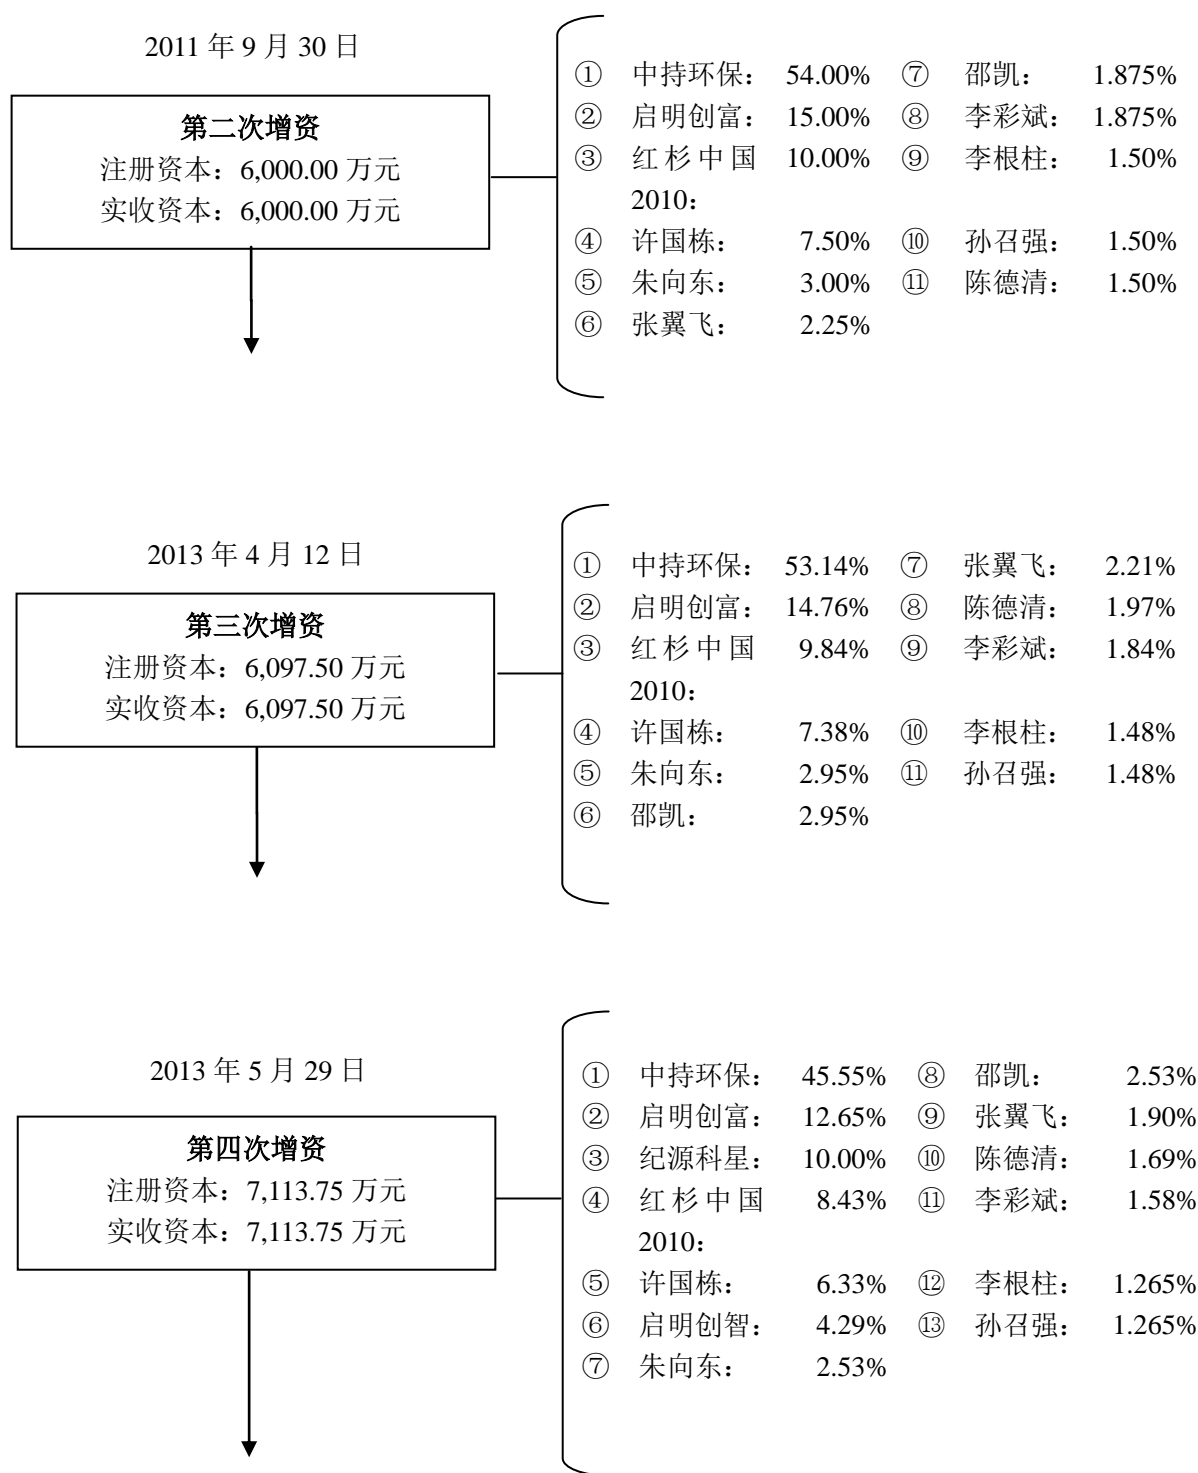 2011 年 9 月 30 日
第二次增资
注册资本：6,000.00 万元
实收资本：6,000.00 万元
① 中持环保： 54.00% ⑦ 邵凯： 1.875%
② 启明创富： 15.00% ⑧ 李彩斌： 1.875%
③ 红杉中国 10.00% ⑨ 李根柱： 1.50%
2010：
④ 许国栋： 7.50% ⑩ 孙召强： 1.50%
⑤ 朱向东： 3.00% ⑪ 陈德清： 1.50%
⑥ 张翼飞： 2.25%
2013 年 4 月 12 日
第三次增资
注册资本：6,097.50 万元
实收资本：6,097.50 万元
① 中持环保： 53.14% ⑦ 张翼飞： 2.21%
② 启明创富： 14.76% ⑧ 陈德清： 1.97%
③ 红杉中国 9.84% ⑨ 李彩斌： 1.84%
2010：
④ 许国栋： 7.38% ⑩ 李根柱： 1.48%
⑤ 朱向东： 2.95% ⑪ 孙召强： 1.48%
⑥ 邵凯： 2.95%
2013 年 5 月 29 日
第四次增资
注册资本：7,113.75 万元
实收资本：7,113.75 万元
① 中持环保： 45.55% ⑧ 邵凯： 2.53%
② 启明创富： 12.65% ⑨ 张翼飞： 1.90%
③ 纪源科星： 10.00% ⑩ 陈德清： 1.69%
④ 红杉中国 8.43% ⑪ 李彩斌： 1.58%
2010：
⑤ 许国栋： 6.33% ⑫ 李根柱： 1.265%
⑥ 启明创智： 4.29% ⑬ 孙召强： 1.265%
⑦ 朱向东： 2.53%